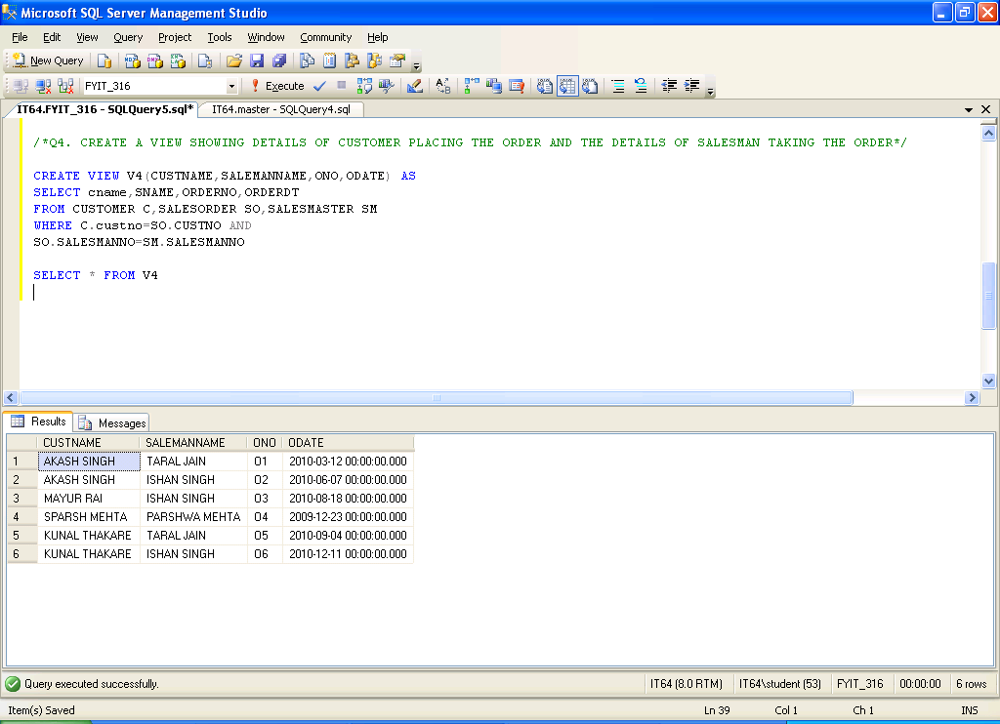 Microsoft SQL Server Management Studio
File Edit View Query Project Tools Window Community Help
New Query
FYIT_316 Execute
IT64.FYIT_316 - SQLQuery5.sql* IT64.master - SQLQuery4.sql
/*Q4. CREATE A VIEW SHOWING DETAILS OF CUSTOMER PLACING THE ORDER AND THE DETAILS OF SALESMAN TAKING THE ORDER*/
CREATE VIEW V4(CUSTNAME,SALEMANNAME,ONO,ODATE) AS
SELECT cname,SNAME,ORDERNO,ORDERDT
FROM CUSTOMER C,SALESORDER SO,SALESMASTER SM
WHERE C.custno=SO.CUSTNO AND
SO.SALESMANNO=SM.SALESMANNO
SELECT * FROM V4
Results Messages
CUSTNAME SALEMANNAME ONO ODATE
1 AKASH SINGH TARAL JAIN O1 2010-03-12 00:00:00.000
2 AKASH SINGH ISHAN SINGH O2 2010-06-07 00:00:00.000
3 MAYUR RAI ISHAN SINGH O3 2010-08-18 00:00:00.000
4 SPARSH MEHTA PARSHWA MEHTA O4 2009-12-23 00:00:00.000
5 KUNAL THAKARE TARAL JAIN O5 2010-09-04 00:00:00.000
6 KUNAL THAKARE ISHAN SINGH O6 2010-12-11 00:00:00.000
Query executed successfully. IT64 (8.0 RTM) IT64\student (53) FYIT_316 00:00:00 6 rows
Item(s) Saved Ln 39 Col 1 Ch 1 INS